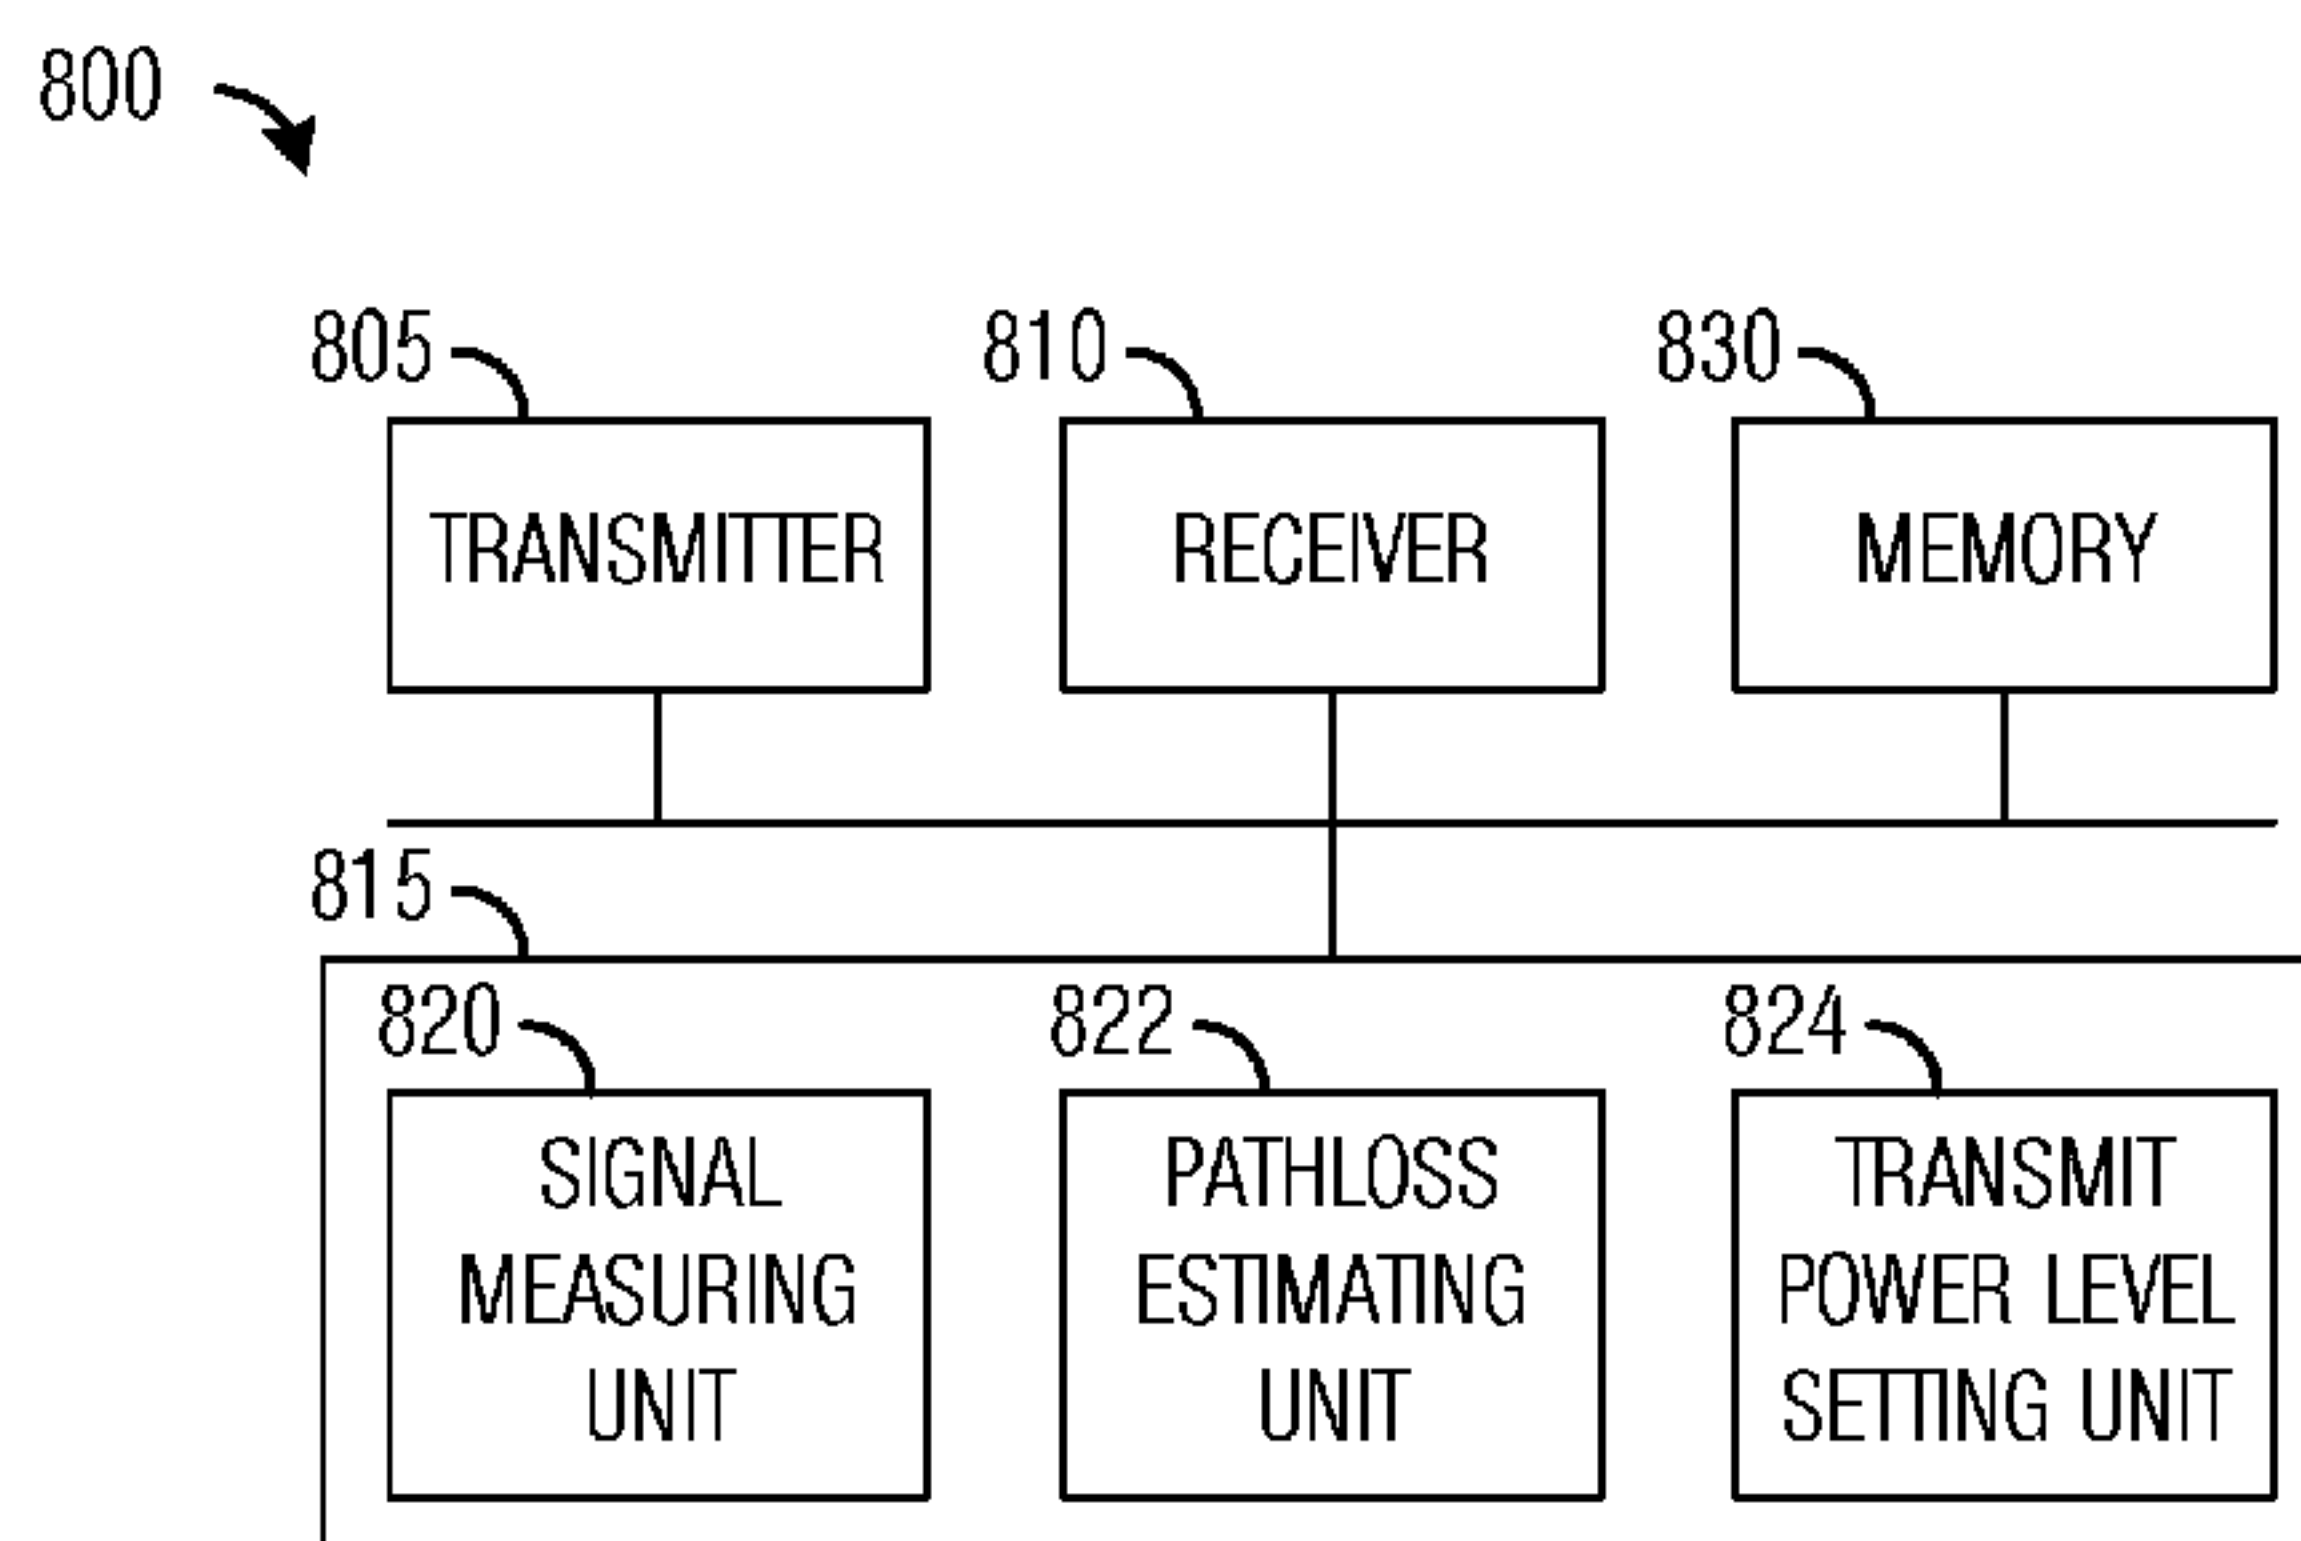 800
805
810
830
TRANSMITTER
RECEIVER
MEMORY
815
820
822
824
SIGNAL
MEASURING
UNIT
PATHLOSS
ESTIMATING
UNIT
TRANSMIT
POWER LEVEL
SETTING UNIT